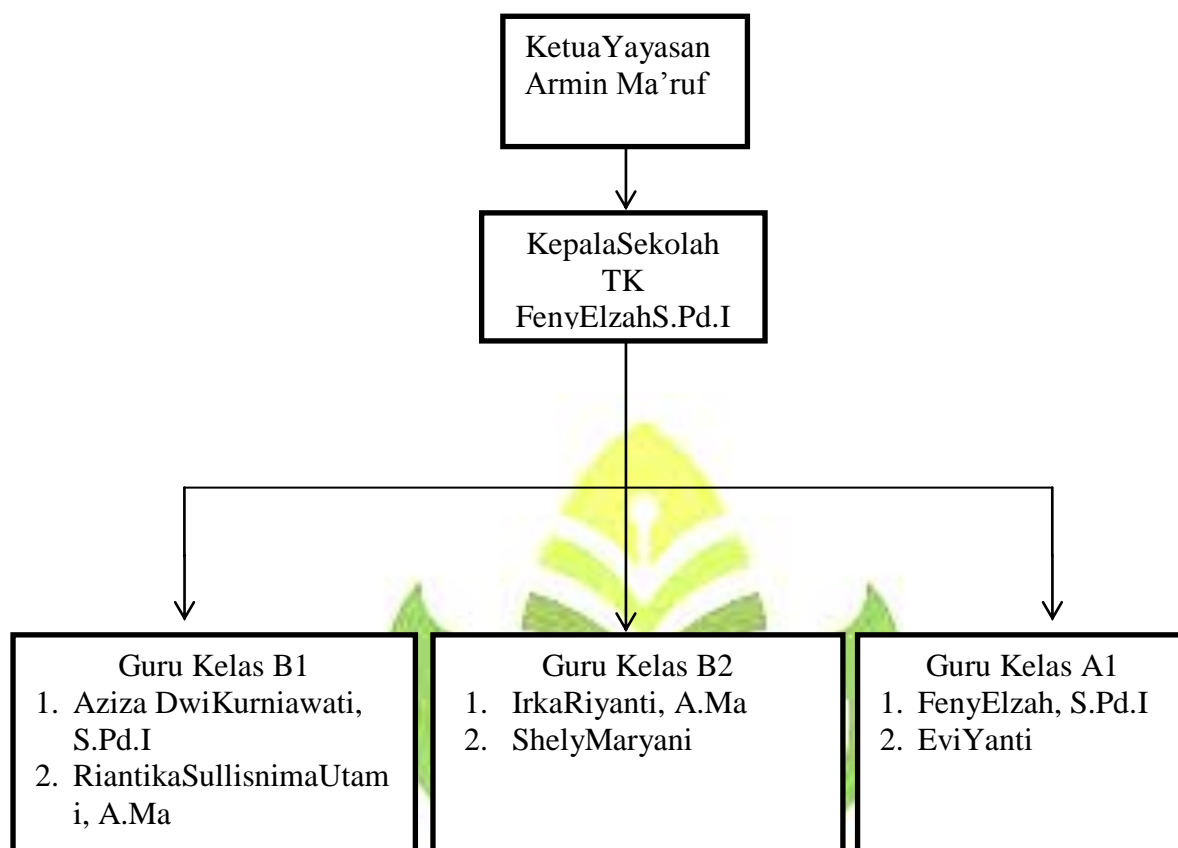 KetuaYayasan
Armin Ma’ruf
KepalaSekolah
TK
FenyElzahS.Pd.I
Guru Kelas B1
1. Aziza DwiKurniawati,
S.Pd.I
2. RiantikaSullisnimaUtam
i, A.Ma
Guru Kelas B2
1. IrkaRiyanti, A.Ma
2. ShelyMaryani
Guru Kelas A1
1. FenyElzah, S.Pd.I
2. EviYanti